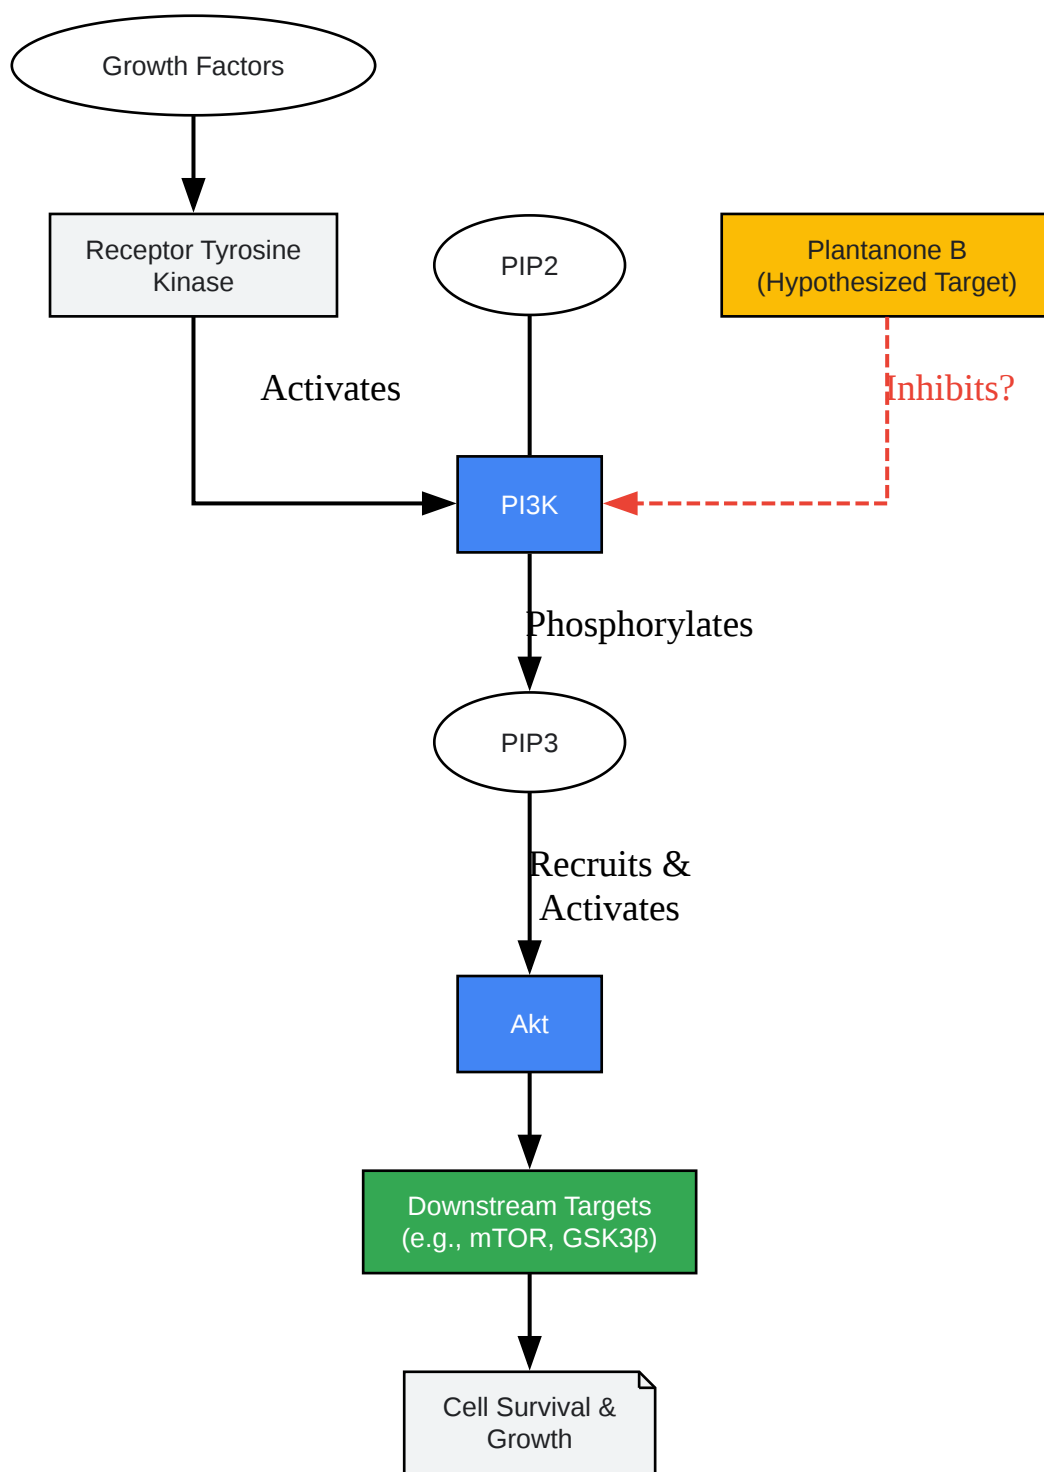 Growth Factors
Receptor Tyrosine
Kinase
PIP2
Plantanone B
(Hypothesized Target)
Activates
Inhibits?
PI3K
Phosphorylates
PIP3
Recruits &
Activates
Akt
Downstream Targets
(e.g., mTOR, GSK3β)
Cell Survival &
Growth